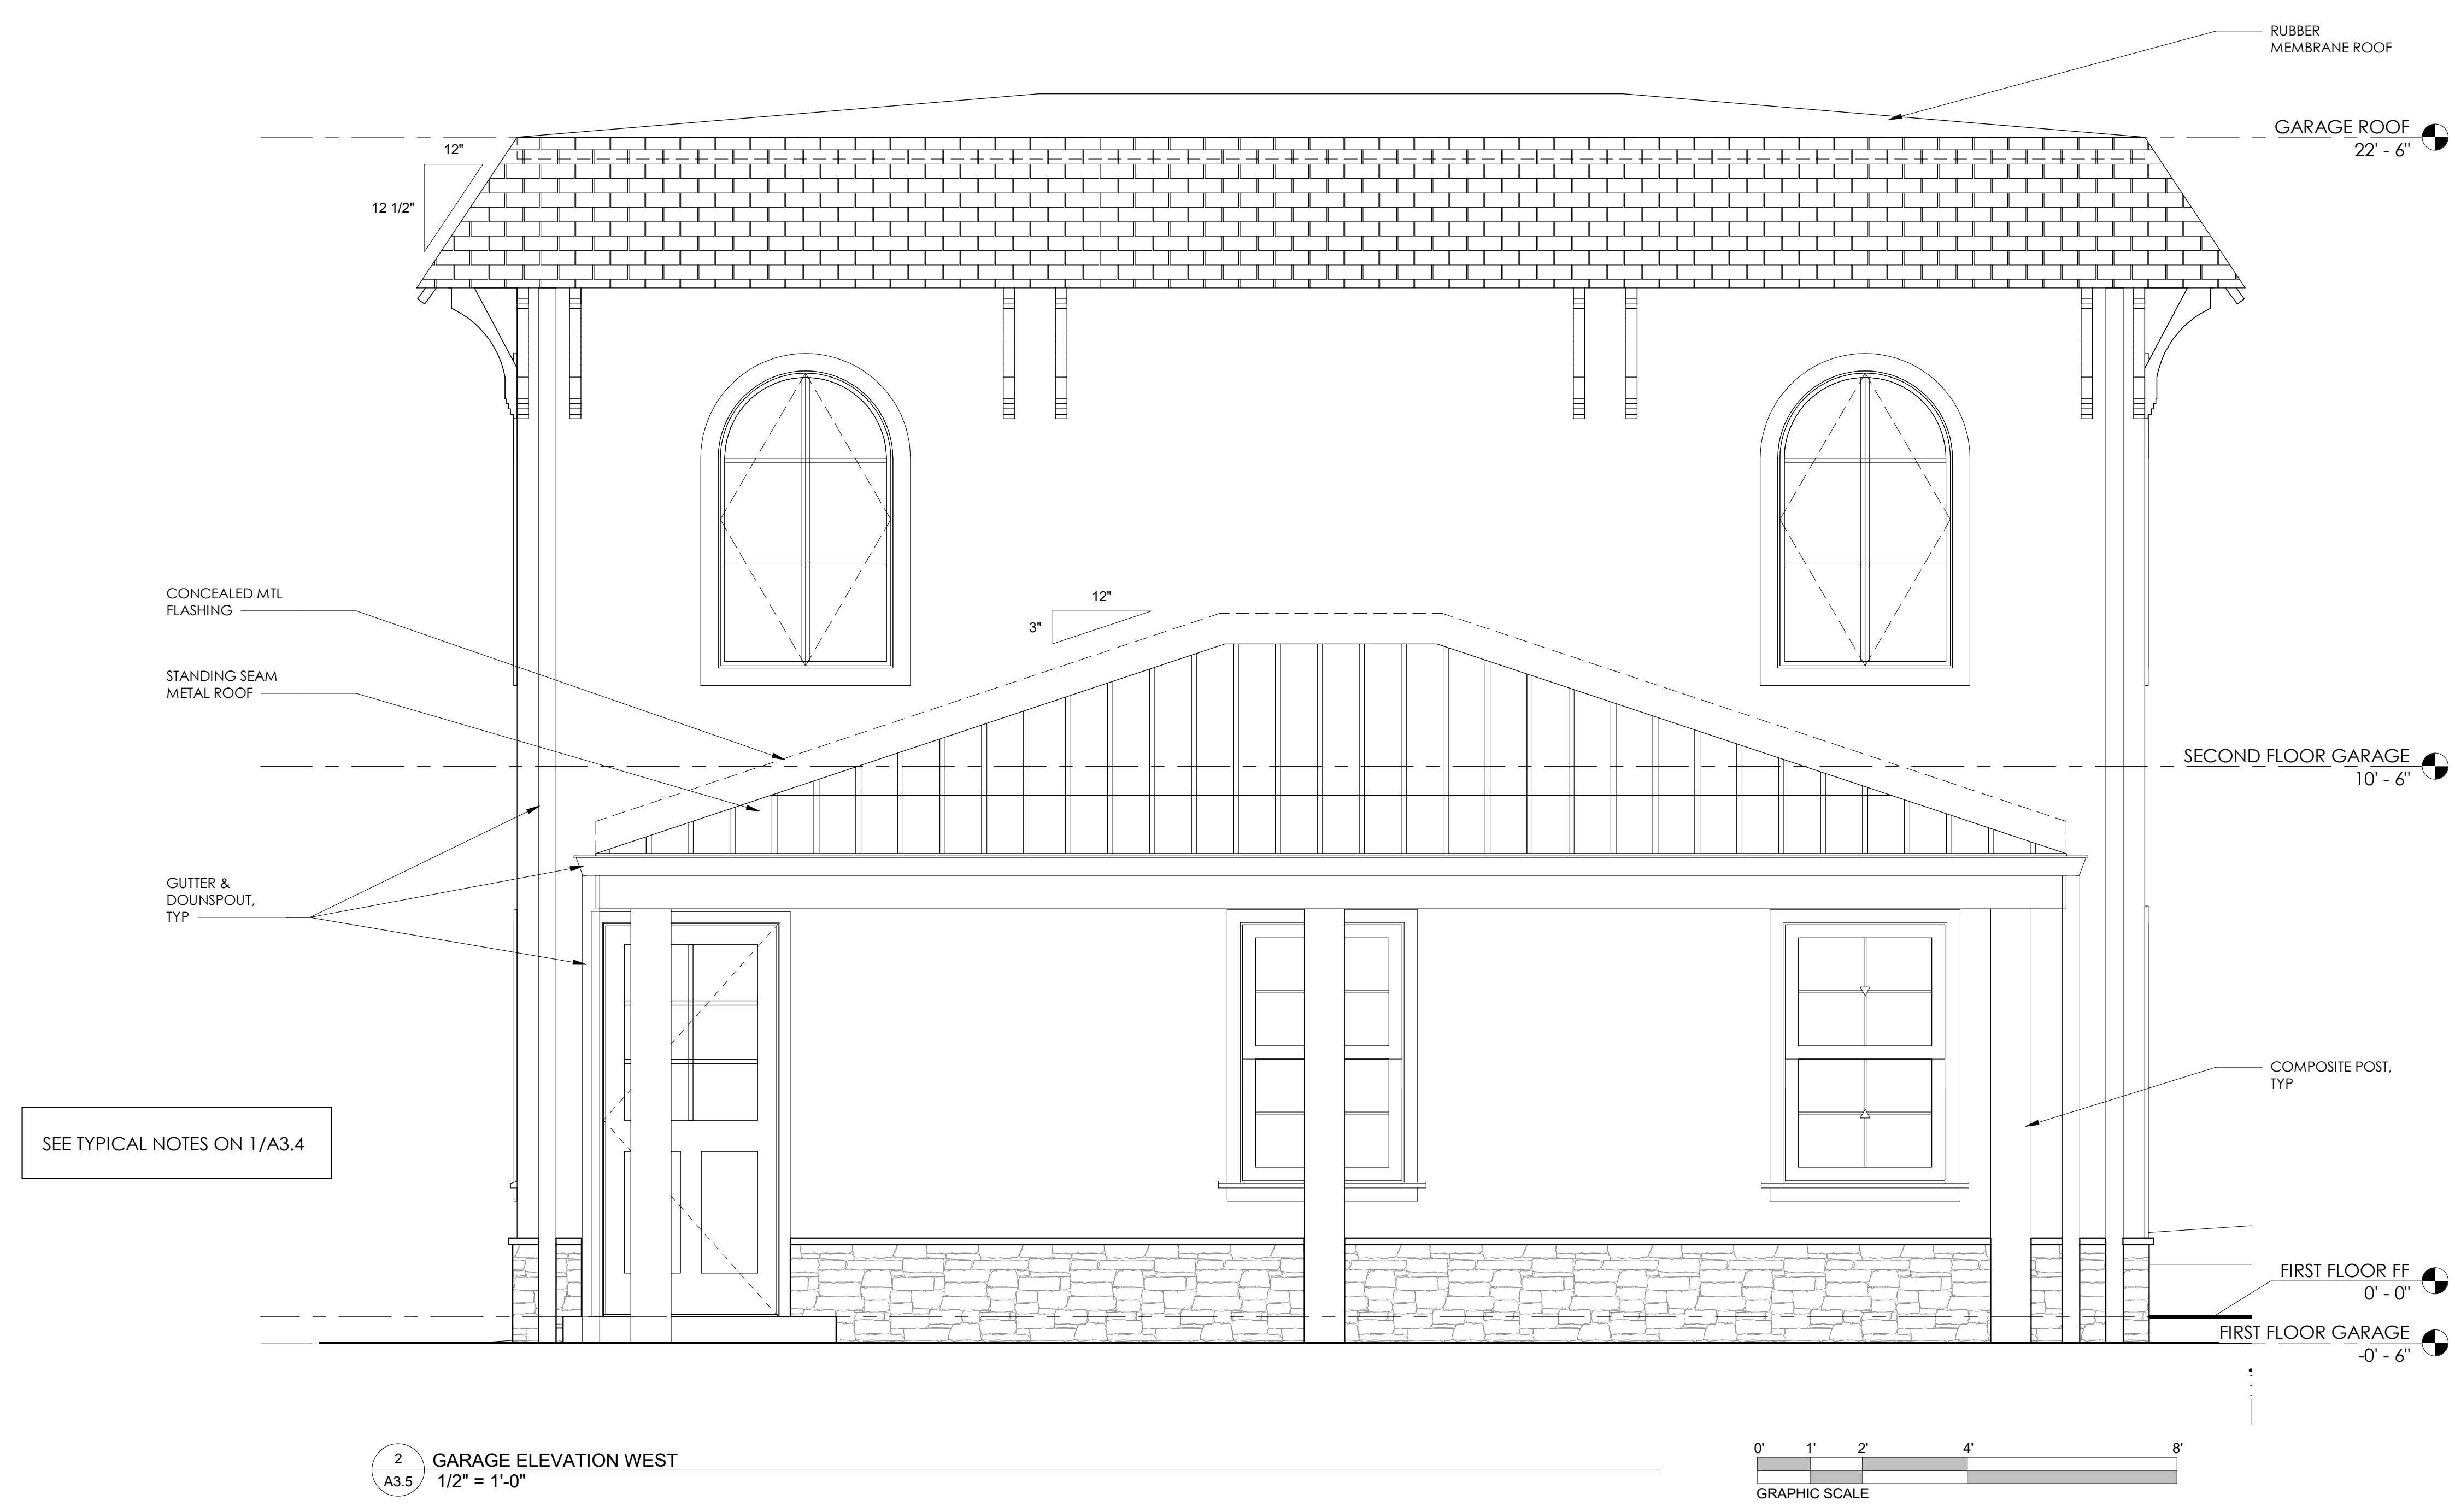 RUBBER
MEMBRANE ROOF
GARAGE ROOF
22' - 6"
12"
12 1/2"
CONCEALED MTL
FLASHING
12"
3"
STANDING SEAM
METAL ROOF
SECOND FLOOR GARAGE
10' - 6"
GUTTER &
DOUNSPOUT,
TYP
COMPOSITE POST,
TYP
SEE TYPICAL NOTES ON 1/A3.4
FIRST FLOOR FF
0' - 0"
FIRST FLOOR GARAGE
-0' - 6"
2
A3.5
GARAGE ELEVATION WEST
1/2" = 1'-0"
0' 1' 2' 4' 8'
GRAPHIC SCALE